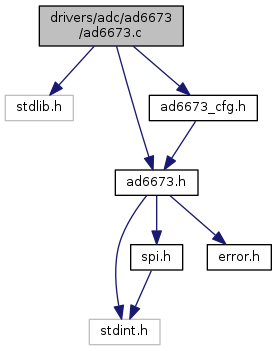 drivers/adc/ad6673
/ad6673.c
stdlib.h
ad6673_cfg.h
ad6673.h
spi.h
error.h
stdint.h